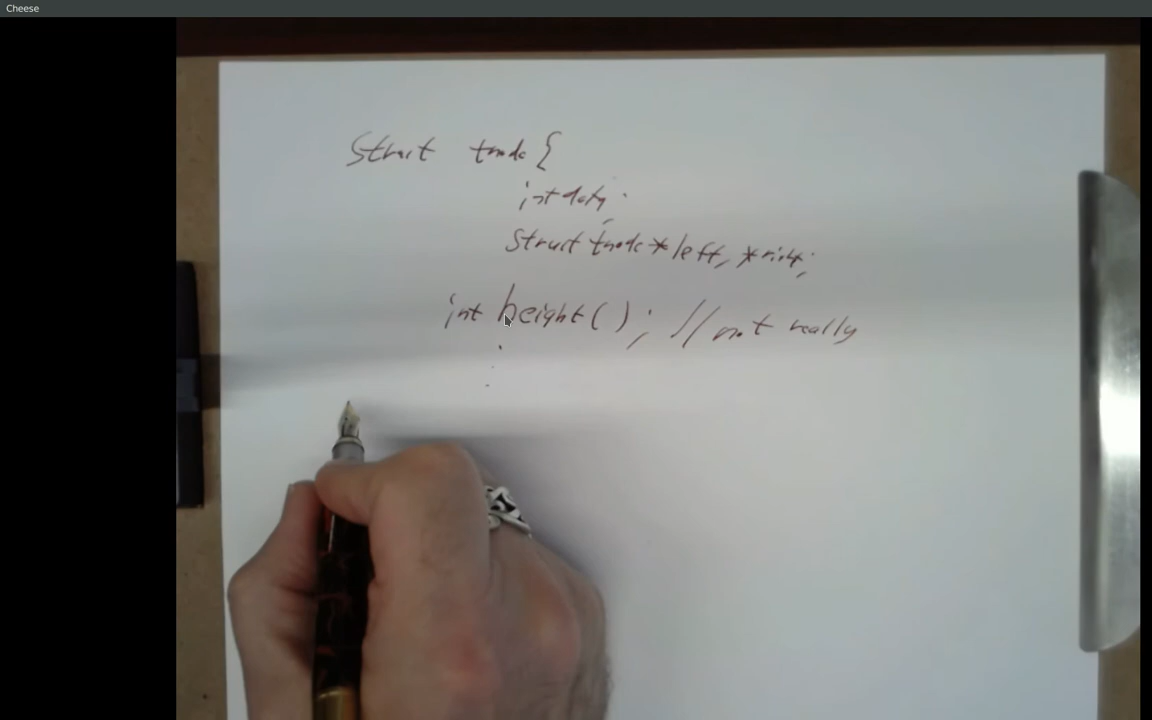 Cheese
Struct tnode {
int data;
Struct tnode *left, *right;
int height(); // not really